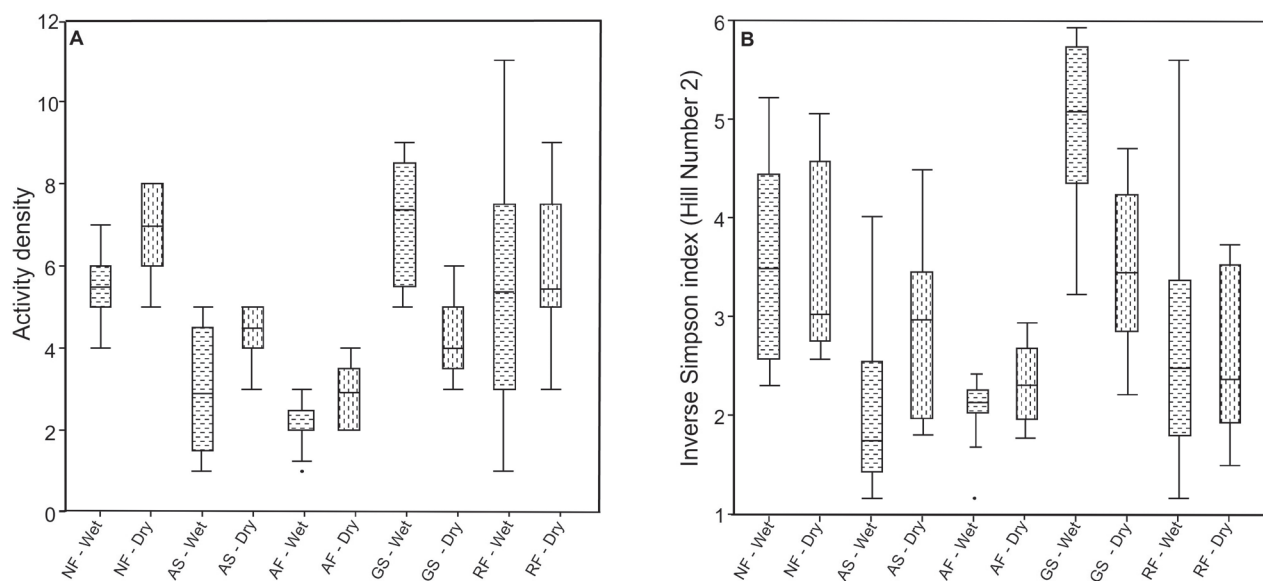 A
Activity density
12
10
8
6
4
2
0
NF - Wet
NF - Dry
AS - Wet
AS - Dry
AF - Wet
AF - Dry
GS - Wet
GS - Dry
RF - Wet
RF - Dry
B
Inverse Simpson index (Hill Number 2)
6
5
4
3
2
1
NF - Wet
NF - Dry
AS - Wet
AS - Dry
AF - Wet
AF - Dry
GS - Wet
GS - Dry
RF - Wet
RF - Dry